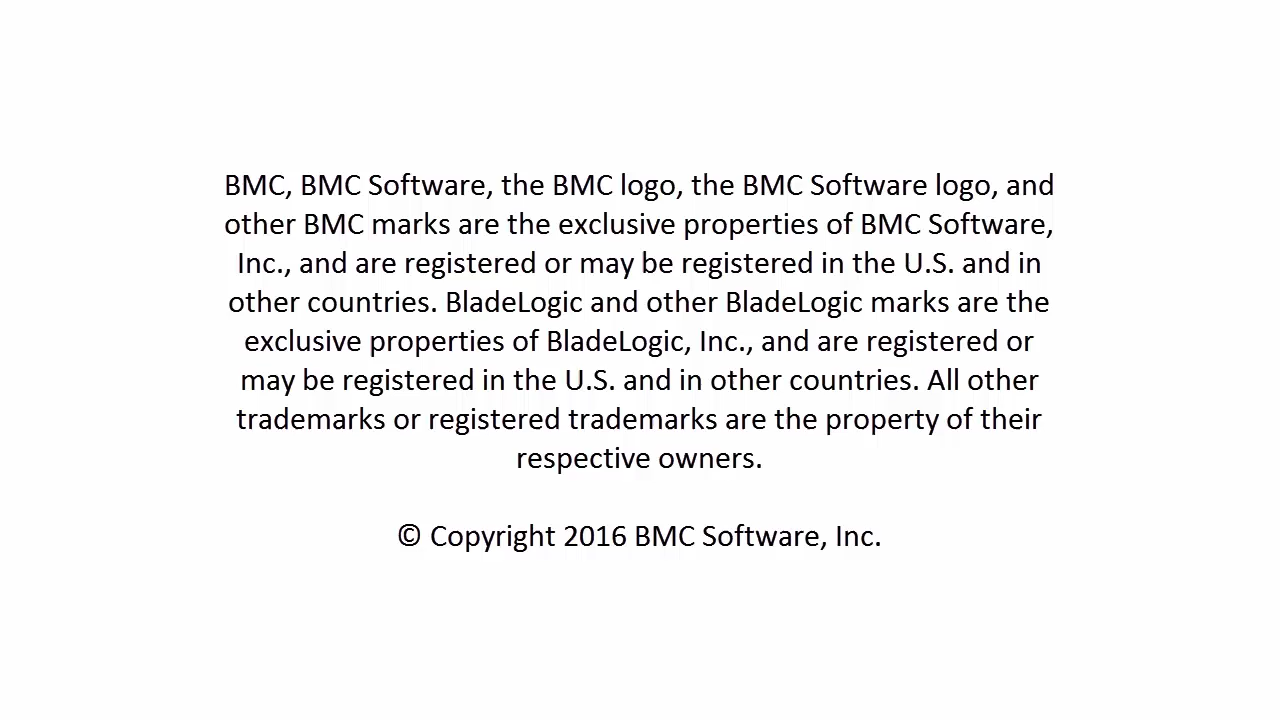 BMC, BMC Software, the BMC logo, the BMC Software logo, and
other BMC marks are the exclusive properties of BMC Software,
Inc., and are registered or may be registered in the U.S. and in
other countries. BladeLogic and other BladeLogic marks are the
exclusive properties of BladeLogic, Inc., and are registered or
may be registered in the U.S. and in other countries. All other
trademarks or registered trademarks are the property of their
respective owners.
© Copyright 2016 BMC Software, Inc.